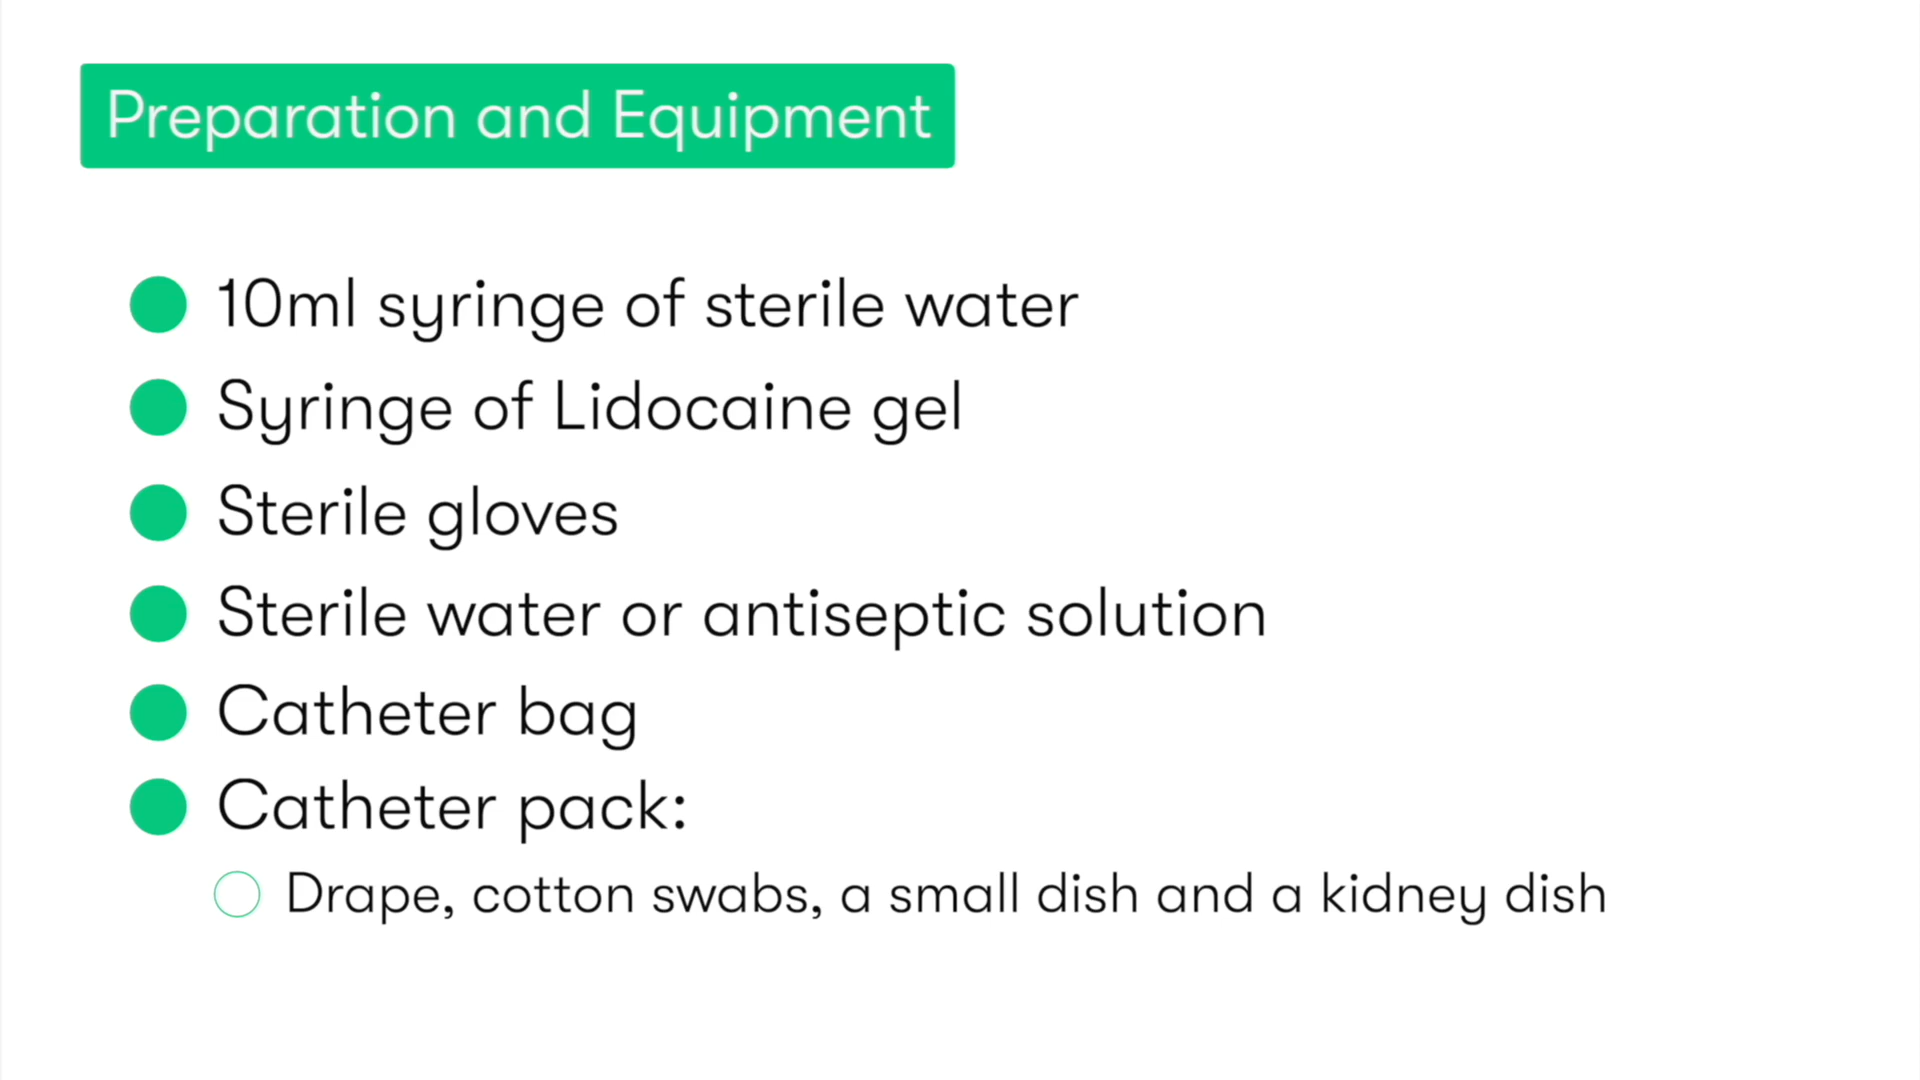 Preparation and Equipment
10ml syringe of sterile water
Syringe of Lidocaine gel
Sterile gloves
Sterile water or antiseptic solution
Catheter bag
Catheter pack:
Drape, cotton swabs, a small dish and a kidney dish